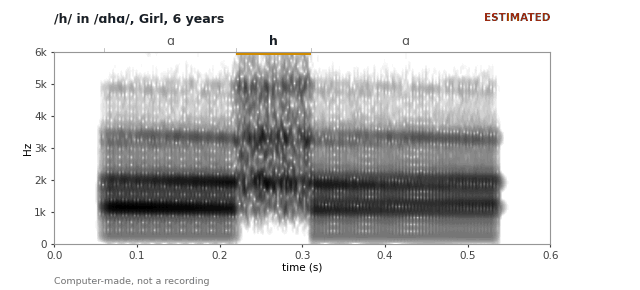 /h/ in /ɑhɑ/, Girl, 6 years
ESTIMATED
ɑ h ɑ
6k
5k
4k
3k
2k
1k
0
Hz
0.0 0.1 0.2 0.3 0.4 0.5 0.6
time (s)
Computer-made, not a recording